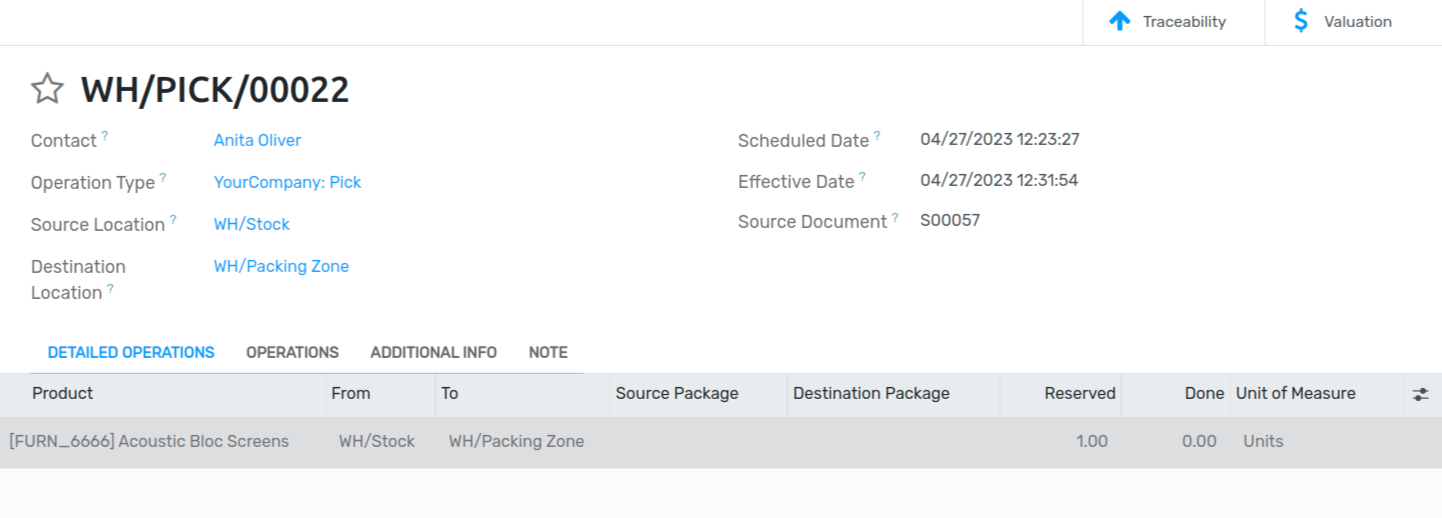 Traceability
Valuation
WH/PICK/00022
Contact ? Anita Oliver
Scheduled Date ? 04/27/2023 12:23:27
Operation Type ? YourCompany: Pick
Effective Date ? 04/27/2023 12:31:54
Source Location ? WH/Stock
Source Document ? S00057
Destination
Location ? WH/Packing Zone
DETAILED OPERATIONS OPERATIONS ADDITIONAL INFO NOTE
Product From To Source Package Destination Package Reserved Done Unit of Measure
[FURN_6666] Acoustic Bloc Screens WH/Stock WH/Packing Zone 1.00 0.00 Units